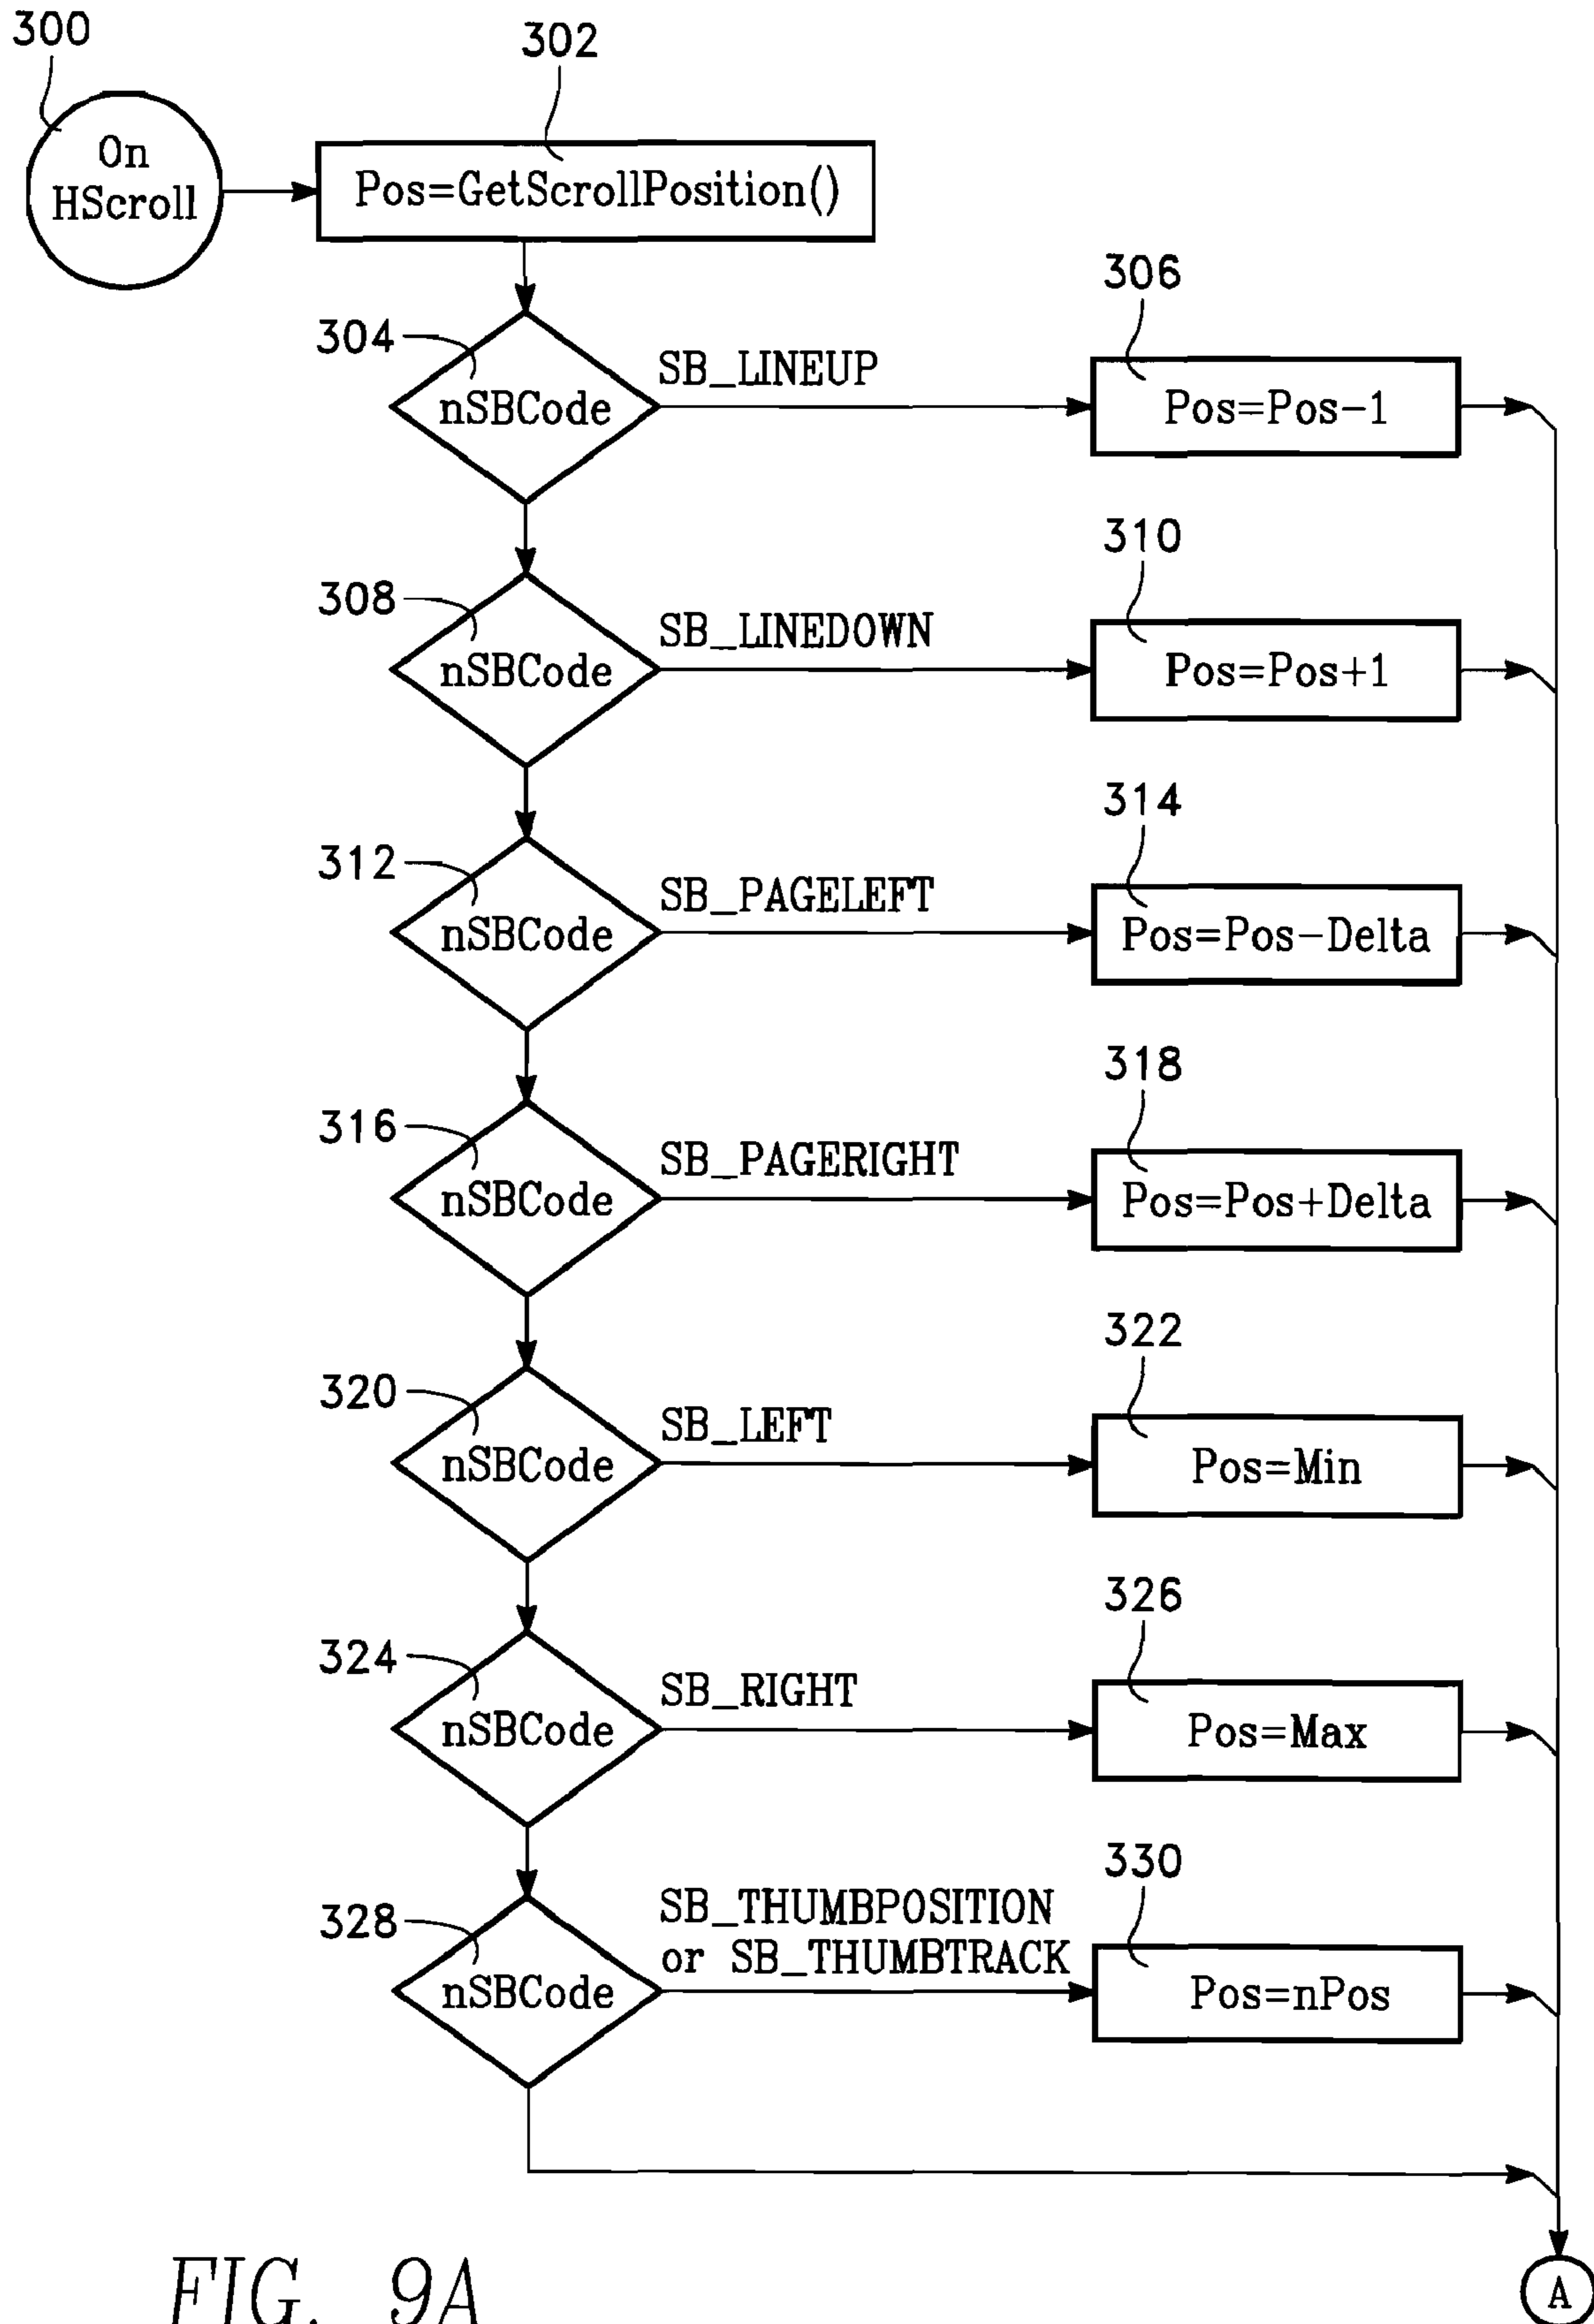 300
302
On
HScroll
Pos=GetScrollPosition()
304
nSBCode
SB_LINEUP
306
Pos=Pos-1
308
nSBCode
SB_LINEDOWN
310
Pos=Pos+1
312
nSBCode
SB_PAGELEFT
314
Pos=Pos-Delta
316
nSBCode
SB_PAGERIGHT
318
Pos=Pos+Delta
320
nSBCode
SB_LEFT
322
Pos=Min
324
nSBCode
SB_RIGHT
326
Pos=Max
328
nSBCode
SB_THUMBPOSITION
or SB_THUMBTRACK
330
Pos=nPos
A
FIG. 9A